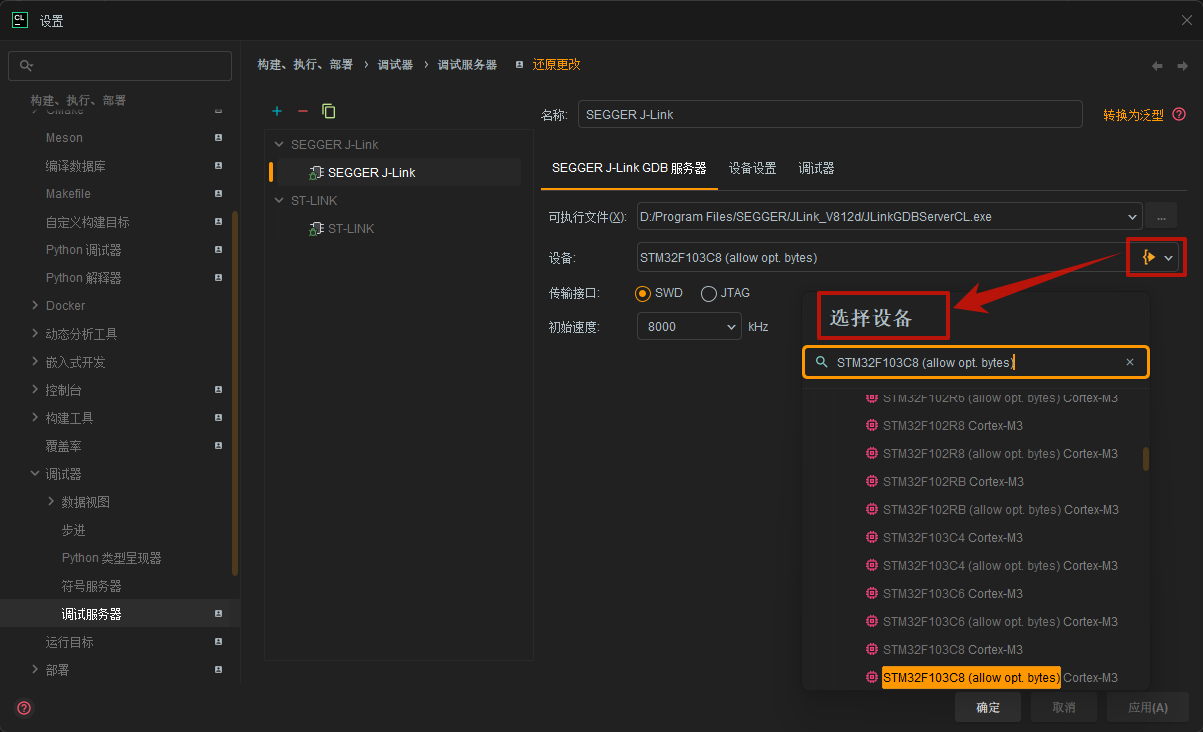 CL 设置
构建、执行、部署
CMake
Meson
编译数据库
Makefile
自定义构建目标
Python 调试器
Python 解释器
Docker
动态分析工具
嵌入式开发
控制台
构建工具
覆盖率
调试器
数据视图
步进
Python 类型呈现器
符号服务器
调试服务器
运行目标
部署
构建、执行、部署 › 调试器 › 调试服务器 还原更改
SEGGER J-Link
SEGGER J-Link
ST-LINK
ST-LINK
名称: SEGGER J-Link 转换为泛型
SEGGER J-Link GDB 服务器 设备设置 调试器
可执行文件(X): D:/Program Files/SEGGER/JLink_V812d/JLinkGDBServerCL.exe ...
设备: STM32F103C8 (allow opt. bytes)
传输接口: SWD JTAG
初始速度: 8000 kHz
选择设备
STM32F103C8 (allow opt. bytes)
STM32F102R6 (allow opt. bytes) Cortex-M3
STM32F102R8 Cortex-M3
STM32F102R8 (allow opt. bytes) Cortex-M3
STM32F102RB Cortex-M3
STM32F102RB (allow opt. bytes) Cortex-M3
STM32F103C4 Cortex-M3
STM32F103C4 (allow opt. bytes) Cortex-M3
STM32F103C6 Cortex-M3
STM32F103C6 (allow opt. bytes) Cortex-M3
STM32F103C8 Cortex-M3
STM32F103C8 (allow opt. bytes) Cortex-M3
确定 取消 应用(A)